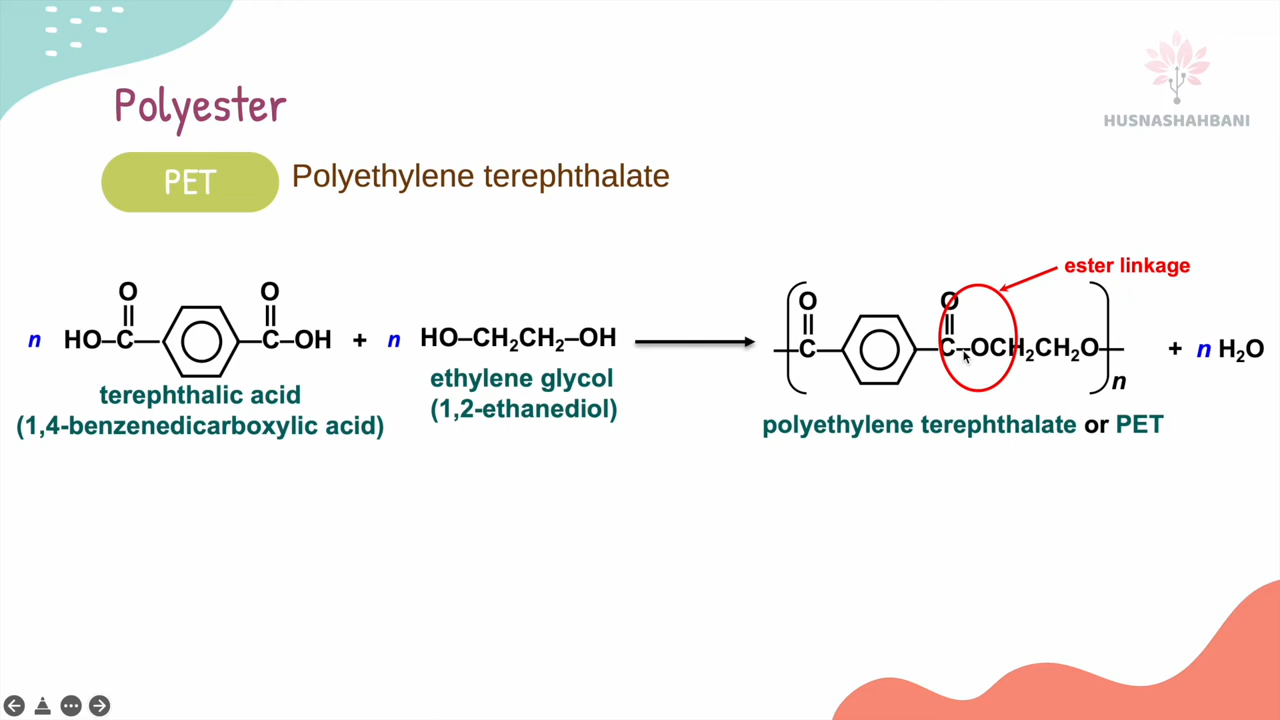 Polyester
HUSNASHAHBANI
PET Polyethylene terephthalate
ester linkage
O O O O
n HO–C C–OH + n HO–CH₂CH₂–OH C C–OCH₂CH₂O n + n H₂O
terephthalic acid
(1,4-benzenedicarboxylic acid)
ethylene glycol
(1,2-ethanediol)
polyethylene terephthalate or PET